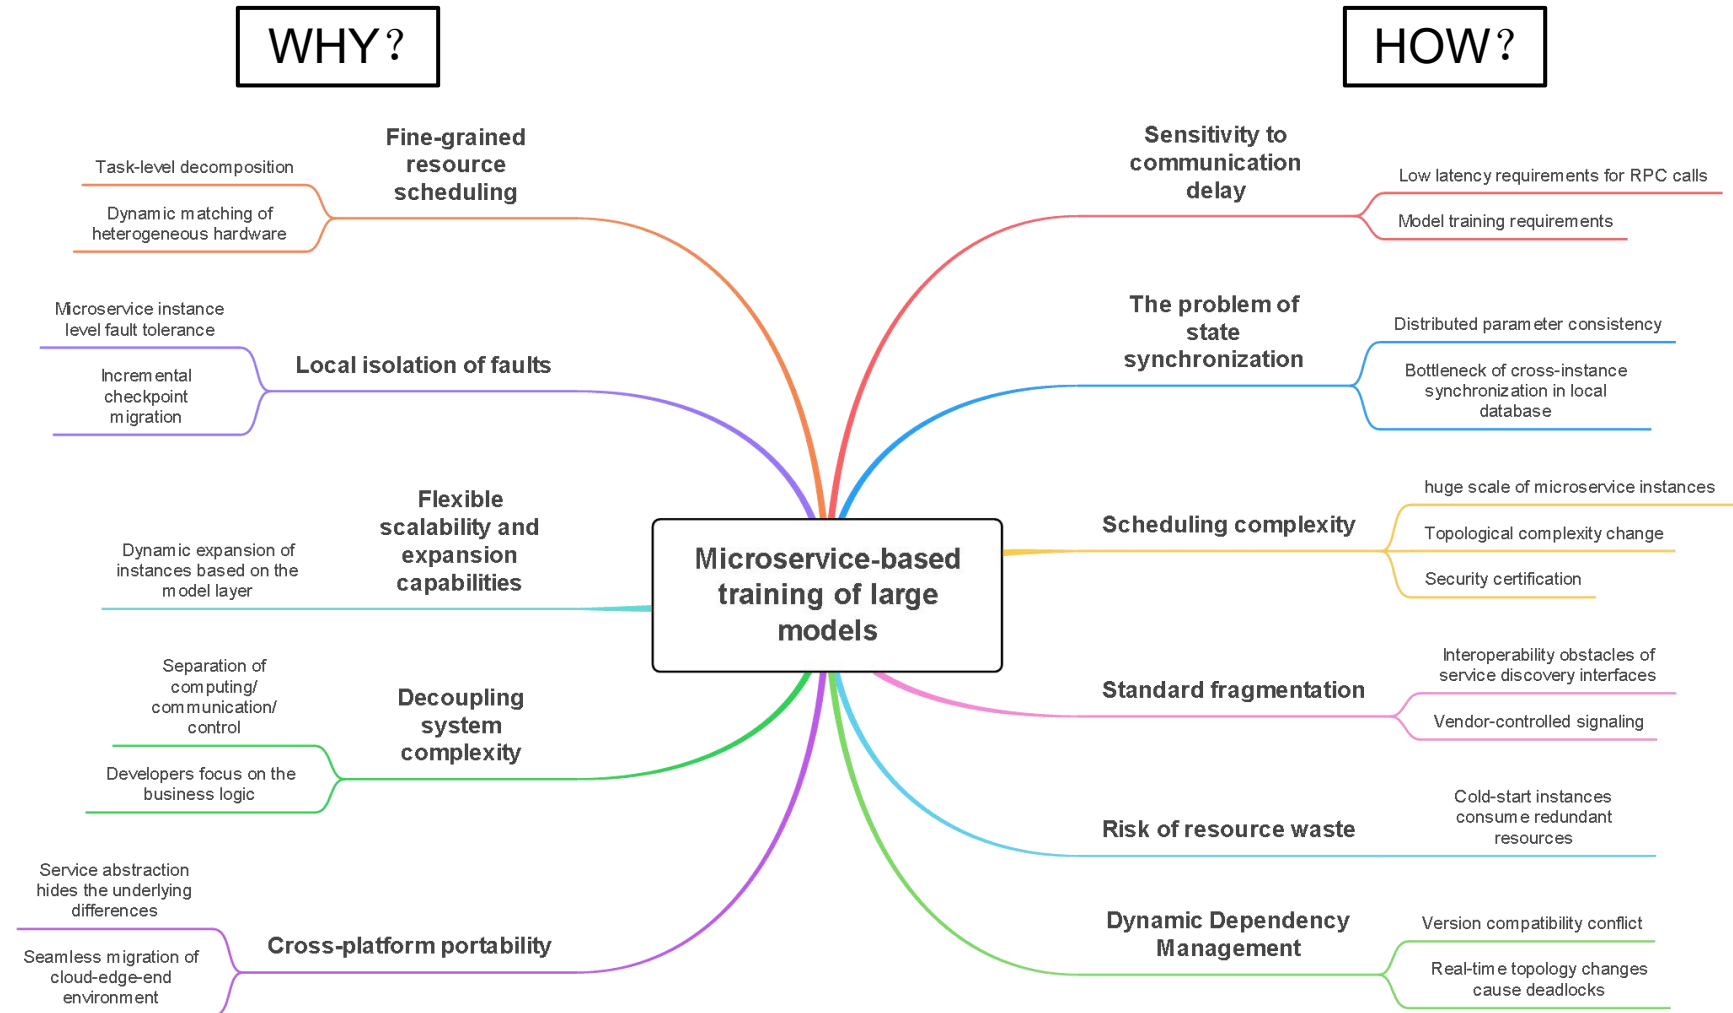 WHY?
HOW?
Fine-grained
resource
scheduling
Task-level decomposition
Dynamic matching of
heterogeneous hardware
Local isolation of faults
Microservice instance
level fault tolerance
Incremental
checkpoint
migration
Flexible
scalability and
expansion
capabilities
Dynamic expansion of
instances based on the
model layer
Decoupling
system
complexity
Separation of
computing/
communication/
control
Developers focus on the
business logic
Cross-platform portability
Service abstraction
hides the underlying
differences
Seamless migration of
cloud-edge-end
environment
Microservice-based
training of large
models
Sensitivity to
communication
delay
Low latency requirements for RPC calls
Model training requirements
The problem of
state
synchronization
Distributed parameter consistency
Bottleneck of cross-instance
synchronization in local
database
Scheduling complexity
huge scale of microservice instances
Topological complexity change
Security certification
Standard fragmentation
Interoperability obstacles of
service discovery interfaces
Vendor-controlled signaling
Risk of resource waste
Cold-start instances
consume redundant
resources
Dynamic Dependency
Management
Version compatibility conflict
Real-time topology changes
cause deadlocks